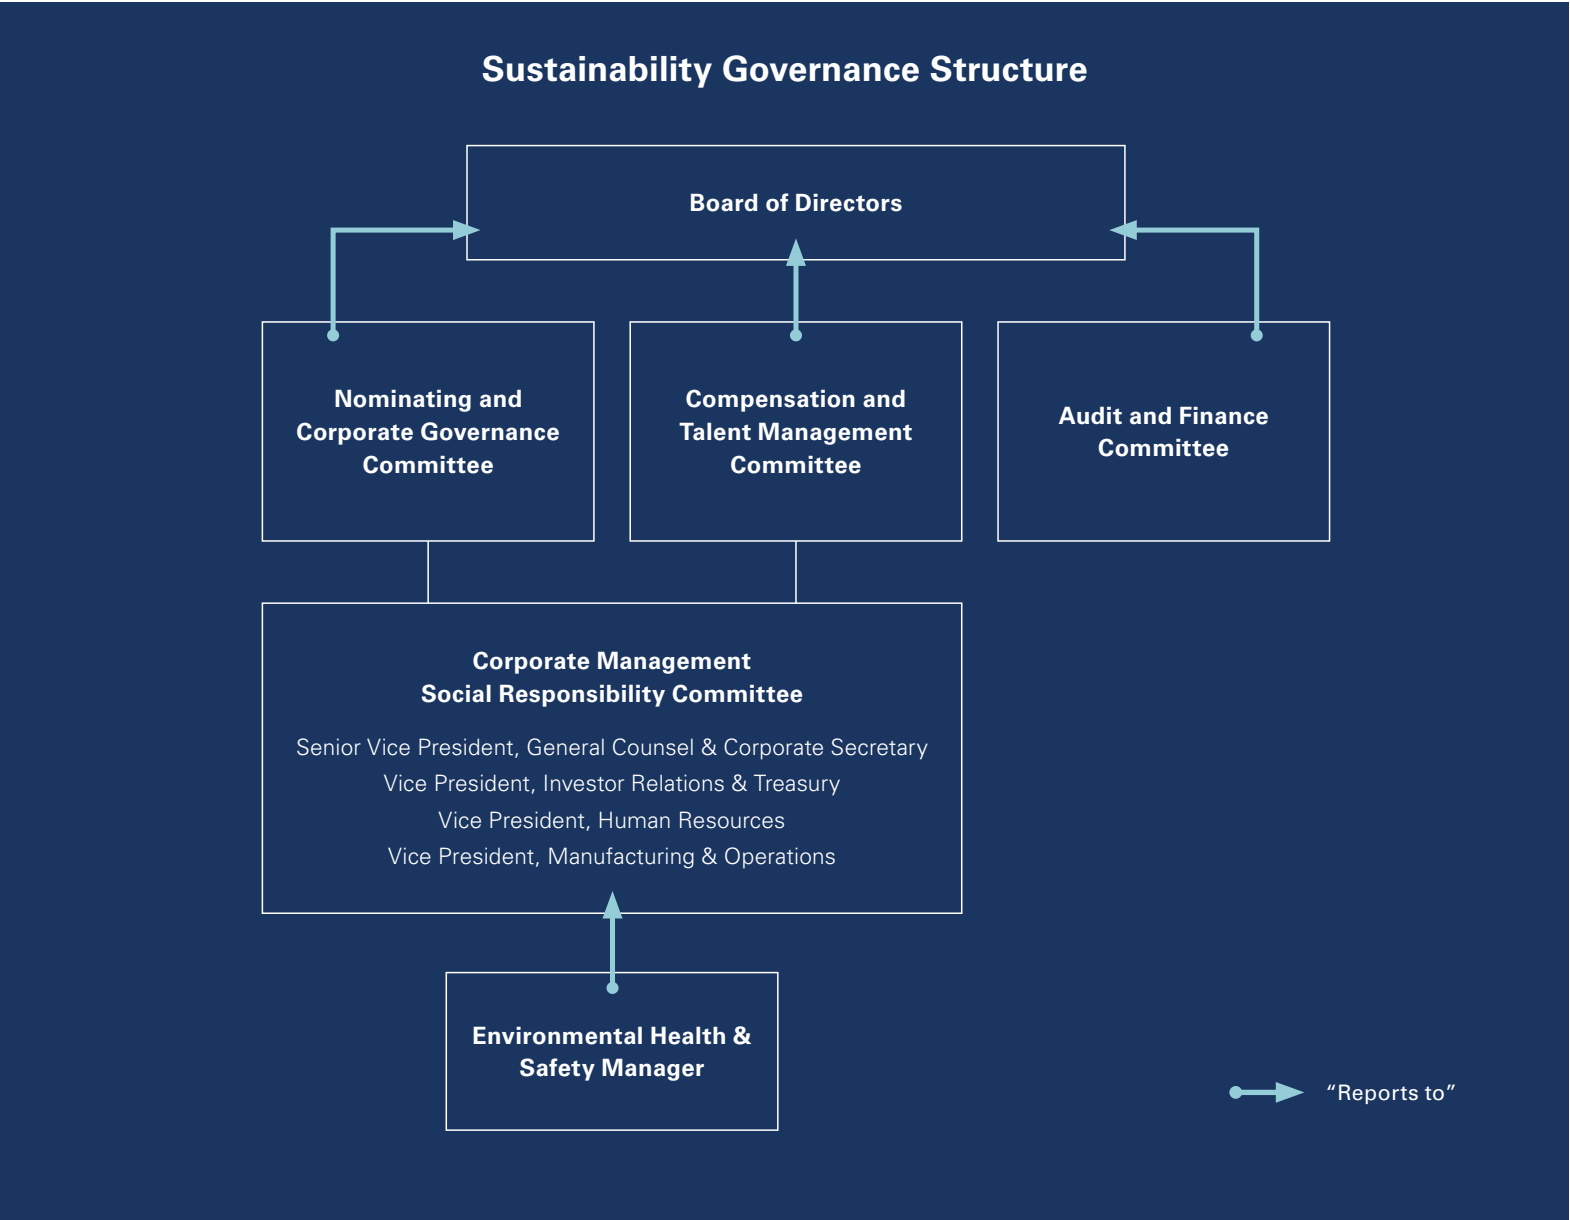 Sustainability Governance Structure
Board of Directors
Nominating and
Corporate Governance
Committee
Compensation and
Talent Management
Committee
Audit and Finance
Committee
Corporate Management
Social Responsibility Committee
Senior Vice President, General Counsel & Corporate Secretary
Vice President, Investor Relations & Treasury
Vice President, Human Resources
Vice President, Manufacturing & Operations
Environmental Health &
Safety Manager
“Reports to”